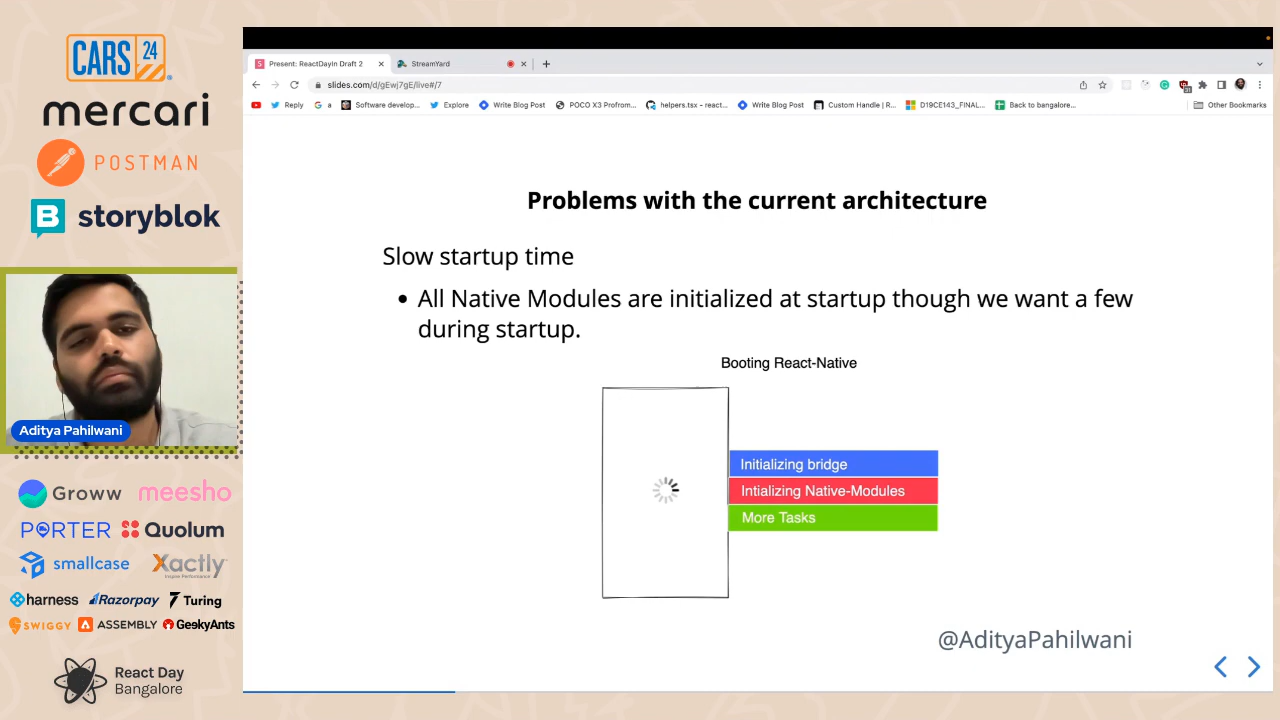 CARS 24
mercari
POSTMAN
B storyblok
Aditya Pahilwani
Groww
meesho
PORTER
Quolum
smallcase
Xactly
Inspire Performance
harness
Razorpay
Turing
SWIGGY
ASSEMBLY
GeekyAnts
React Day
Bangalore
Present: ReactDayIn Draft 2
StreamYard
slides.com/d/gEwj7gE/live#/7
Reply
G a
Software develop...
Explore
Write Blog Post
POCO X3 Profrom...
helpers.tsx - react...
Write Blog Post
Custom Handle | R...
D19CE143_FINAL...
Back to bangalore...
Other Bookmarks
Problems with the current architecture
Slow startup time
• All Native Modules are initialized at startup though we want a few
during startup.
Booting React-Native
Initializing bridge
Intializing Native-Modules
More Tasks
@AdityaPahilwani